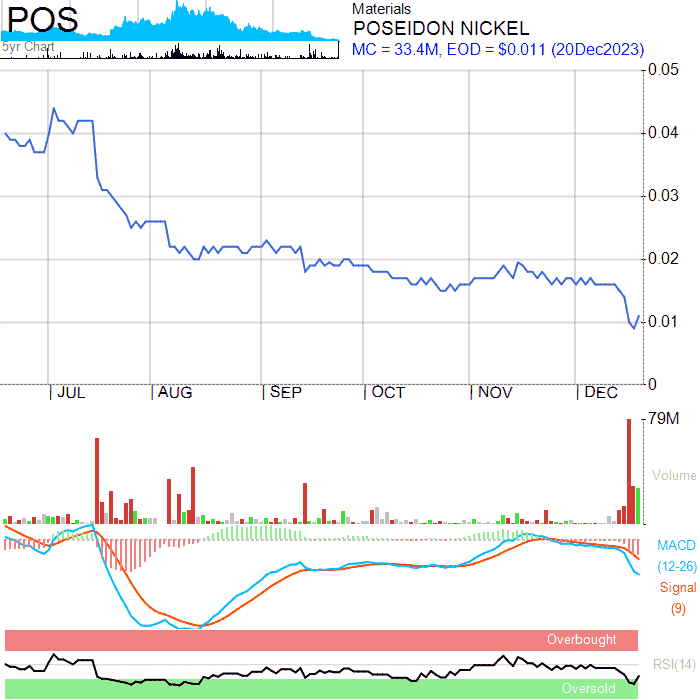 POS
5yr Chart
Materials
POSEIDON NICKEL
MC = 33.4M, EOD = $0.011 (20Dec2023)
0.05
0.04
0.03
0.02
0.01
0
JUL AUG SEP OCT NOV DEC
79M
Volume
MACD
(12-26)
Signal
(9)
Overbought
RSI(14)
Oversold